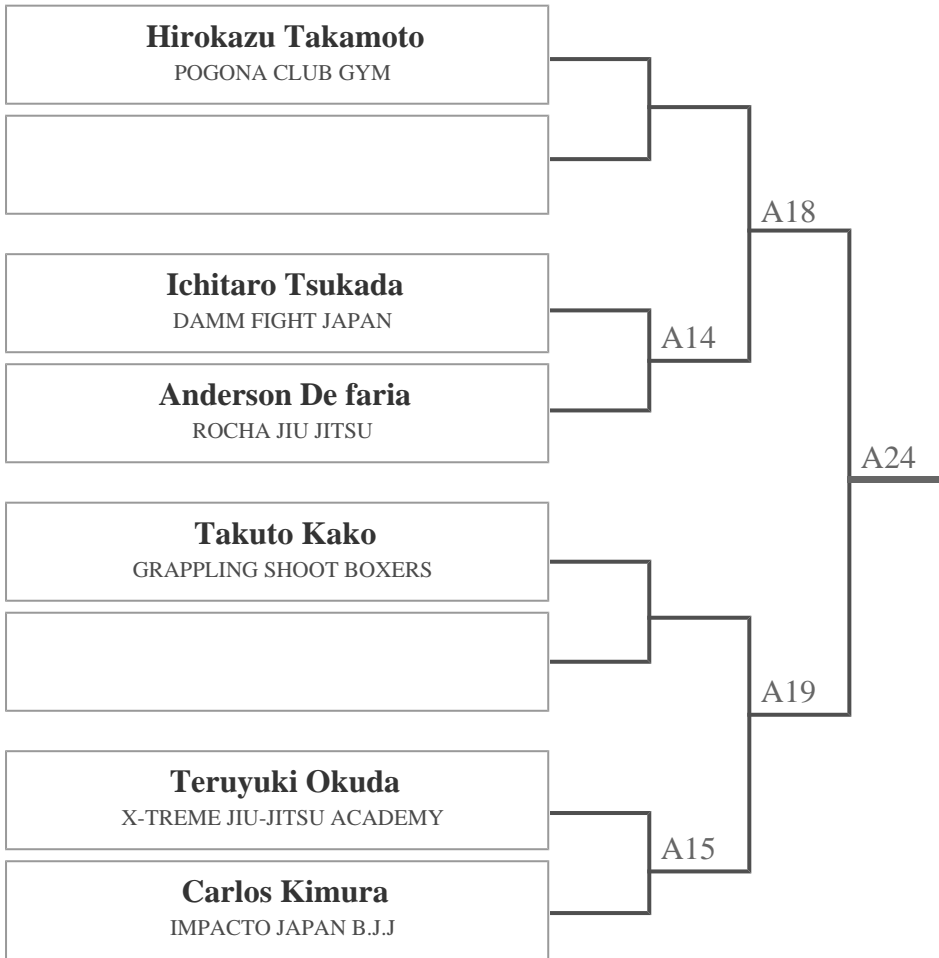 Hirokazu Takamoto
POGONA CLUB GYM
A18
Ichitaro Tsukada
DAMM FIGHT JAPAN
A14
Anderson De faria
ROCHA JIU JITSU
A24
Takuto Kako
GRAPPLING SHOOT BOXERS
A19
Teruyuki Okuda
X-TREME JIU-JITSU ACADEMY
A15
Carlos Kimura
IMPACTO JAPAN B.J.J